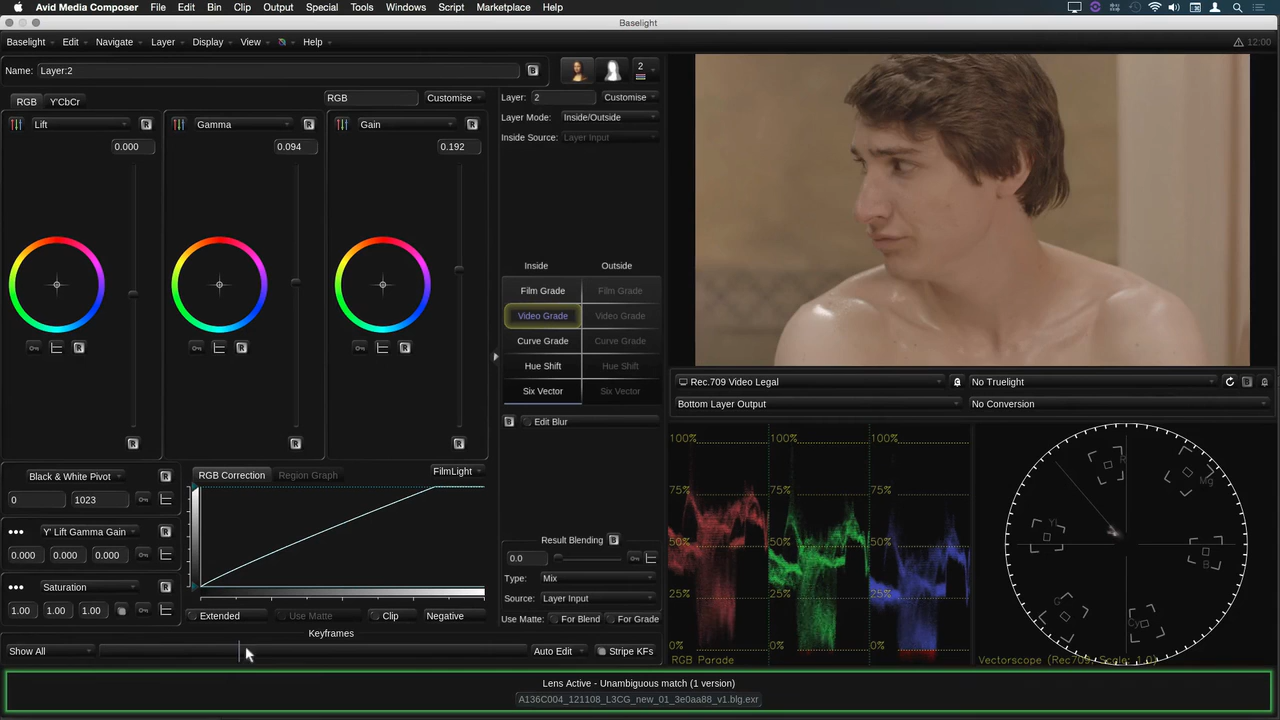 Avid Media Composer File Edit Bin Clip Output Special Tools Windows Script Marketplace Help
Baselight
Baselight Edit Navigate Layer Display View Help 12:00
Name: Layer:2 2
RGB Y'CbCr RGB Customise Layer: 2 Customise
Lift Gamma Gain Layer Mode: Inside/Outside
Inside Source: Layer Input
0.000 0.094 0.192
Inside Outside
Film Grade Film Grade
Video Grade Video Grade
Curve Grade Curve Grade
Hue Shift Hue Shift
Six Vector Six Vector
Edit Blur
Rec.709 Video Legal No Truelight
Bottom Layer Output No Conversion
100% 100% 100%
75% 75% 75%
50% 50% 50%
25% 25% 25%
0% 0% 0%
RGB Parade
R Mg B Cy G Yl
Vectorscope (Rec709, Scale: 1.0)
Black & White Pivot RGB Correction Region Graph FilmLight
0 1023
Y' Lift Gamma Gain
0.000 0.000 0.000
Saturation
1.00 1.00 1.00
Extended Use Matte Clip Negative
Result Blending
0.0
Type: Mix
Source: Layer Input
Use Matte: For Blend For Grade
Keyframes
Show All Auto Edit Stripe KFs
Lens Active - Unambiguous match (1 version)
A136C004_121108_L3CG_new_01_3e0aa88_v1.blg.exr